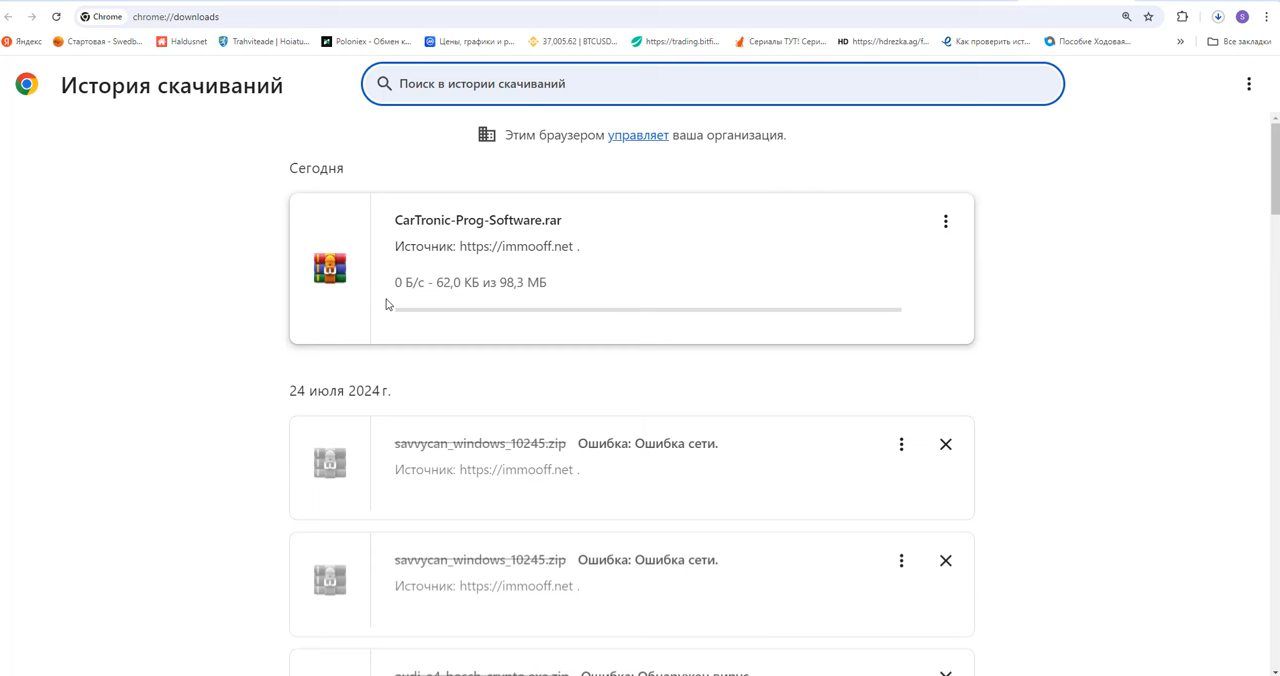 Chrome chrome://downloads S
Яндекс Стартовая - Swedb... Haldusnet Trahviteade | Hoiatu... Poloniex - Обмен к... Цены, графики и р... 37,005.62 | BTCUSD... https://trading.bitfi... Сериалы ТУТ! Сери... HD https://hdrezka.ag/f... Как проверить ист... Пособие Ходовая... » Все закладки
История скачиваний
Поиск в истории скачиваний
Этим браузером управляет ваша организация.
Сегодня
CarTronic-Prog-Software.rar
Источник: https://immooff.net .
0 Б/с - 62,0 КБ из 98,3 МБ
24 июля 2024 г.
savvycan_windows_10245.zip Ошибка: Ошибка сети.
Источник: https://immooff.net .
savvycan_windows_10245.zip Ошибка: Ошибка сети.
Источник: https://immooff.net .
Ошибка: Обнаружен вирус.